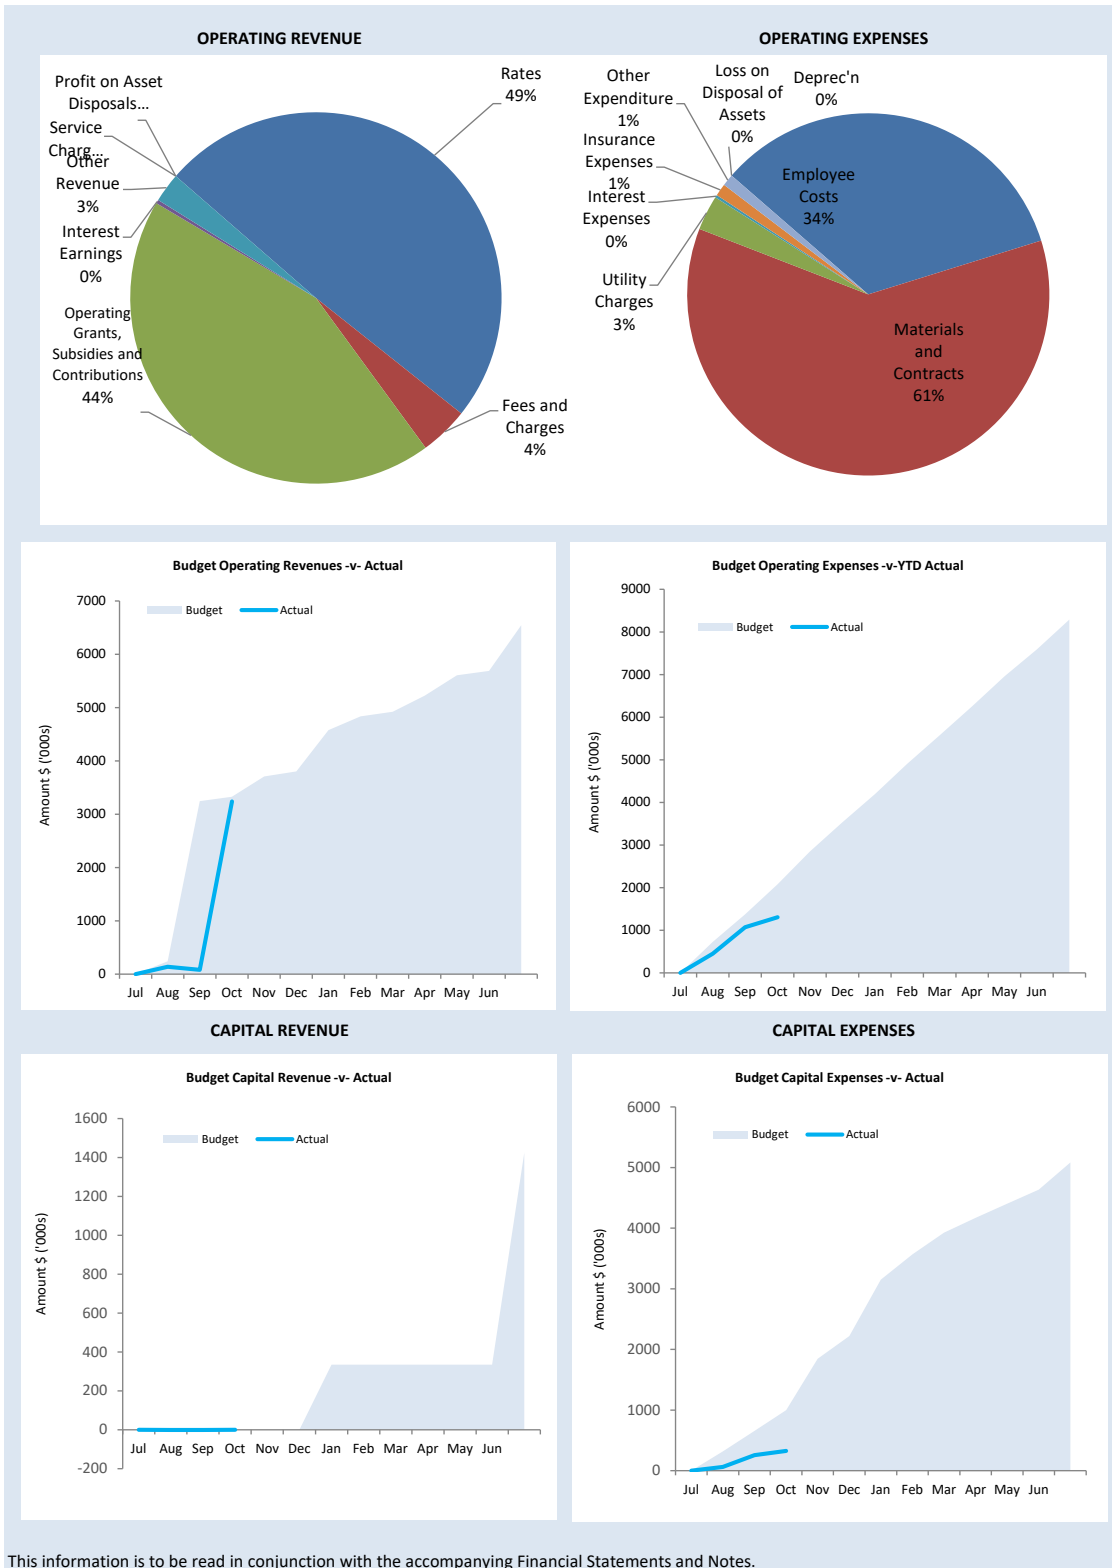 OPERATING REVENUE
OPERATING EXPENSES
Profit on Asset
Disposals...
Service
Charg...
Other
Revenue
3%
Interest
Earnings
0%
Operating
Grants,
Subsidies and
Contributions
44%
Rates
49%
Fees and
Charges
4%
Other
Expenditure
1%
Loss on
Disposal of
Assets
0%
Deprec'n
0%
Insurance
Expenses
1%
Interest
Expenses
0%
Utility
Charges
3%
Employee
Costs
34%
Materials
and
Contracts
61%
Budget Operating Revenues -v- Actual
Budget Actual
Amount $ ('000s)
7000
6000
5000
4000
3000
2000
1000
0
Jul Aug Sep Oct Nov Dec Jan Feb Mar Apr May Jun
Budget Operating Expenses -v-YTD Actual
Budget Actual
Amount $ ('000s)
9000
8000
7000
6000
5000
4000
3000
2000
1000
0
Jul Aug Sep Oct Nov Dec Jan Feb Mar Apr May Jun
CAPITAL REVENUE
CAPITAL EXPENSES
Budget Capital Revenue -v- Actual
Budget Actual
Amount $ ('000s)
1600
1400
1200
1000
800
600
400
200
0
-200
Jul Aug Sep Oct Nov Dec Jan Feb Mar Apr May Jun
Budget Capital Expenses -v- Actual
Budget Actual
Amount $ ('000s)
6000
5000
4000
3000
2000
1000
0
Jul Aug Sep Oct Nov Dec Jan Feb Mar Apr May Jun
This information is to be read in conjunction with the accompanying Financial Statements and Notes.